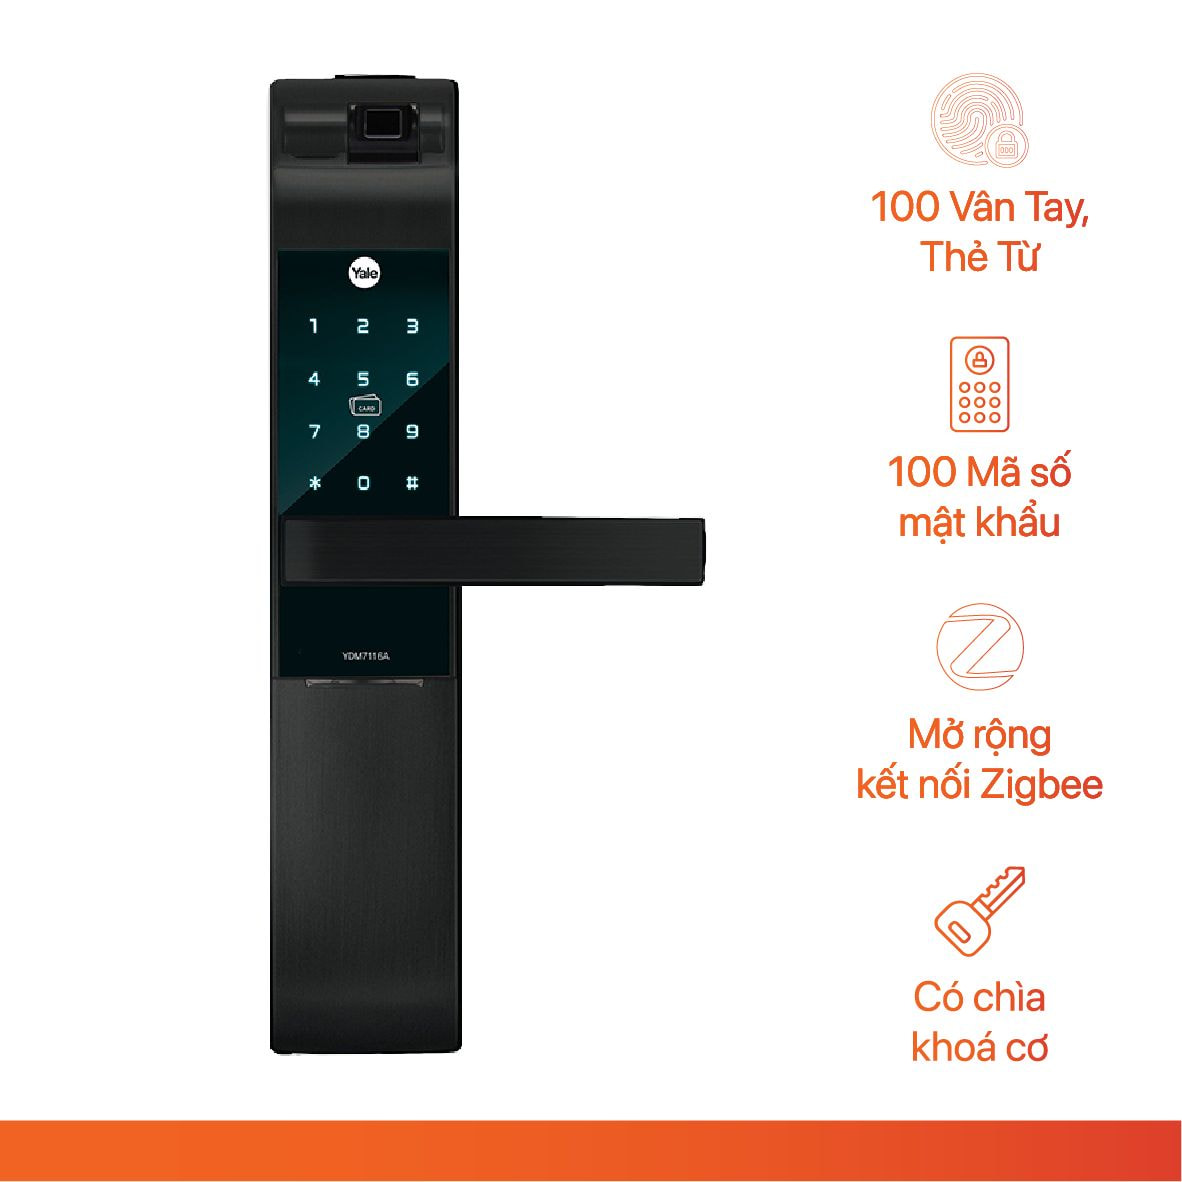 Yale
1 2 3
4 5 6
CARD
7 8 9
* 0 #
YDM7116A
100 Vân Tay,
Thẻ Từ
100 Mã số
mật khẩu
Mở rộng
kết nối Zigbee
Có chìa
khoá cơ